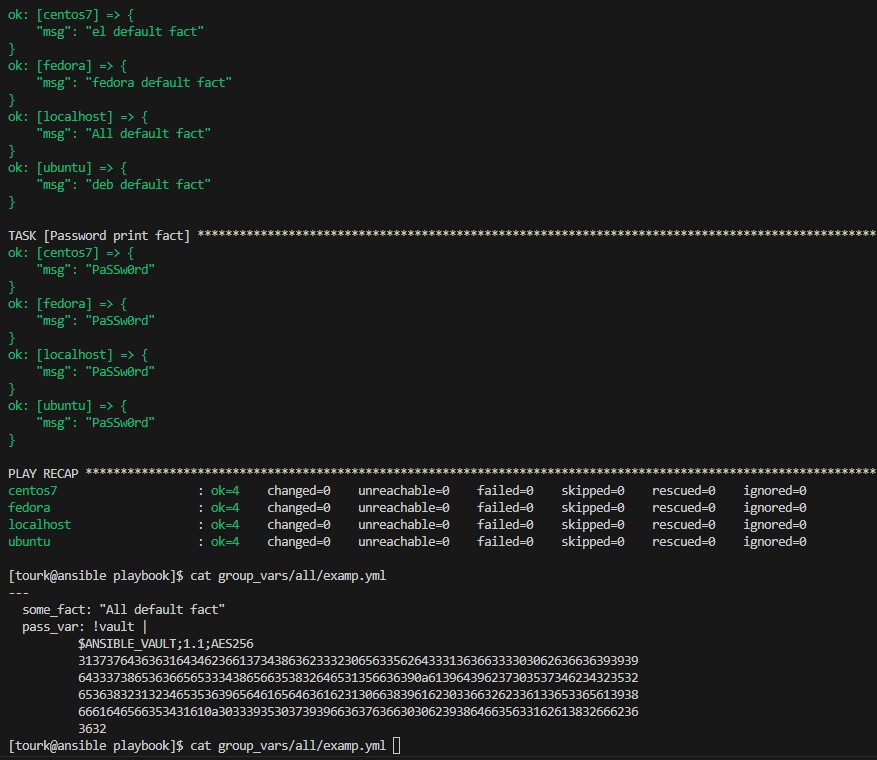 ok: [centos7] => {
    "msg": "el default fact"
}
ok: [fedora] => {
    "msg": "fedora default fact"
}
ok: [localhost] => {
    "msg": "All default fact"
}
ok: [ubuntu] => {
    "msg": "deb default fact"
}
TASK [Password print fact] ****************************************************************************************************
ok: [centos7] => {
    "msg": "PaSSw0rd"
}
ok: [fedora] => {
    "msg": "PaSSw0rd"
}
ok: [localhost] => {
    "msg": "PaSSw0rd"
}
ok: [ubuntu] => {
    "msg": "PaSSw0rd"
}
PLAY RECAP ********************************************************************************************************************
centos7                    : ok=4    changed=0    unreachable=0    failed=0    skipped=0    rescued=0    ignored=0
fedora                     : ok=4    changed=0    unreachable=0    failed=0    skipped=0    rescued=0    ignored=0
localhost                  : ok=4    changed=0    unreachable=0    failed=0    skipped=0    rescued=0    ignored=0
ubuntu                     : ok=4    changed=0    unreachable=0    failed=0    skipped=0    rescued=0    ignored=0
[tourk@ansible playbook]$ cat group_vars/all/examp.yml
---
  some_fact: "All default fact"
  pass_var: !vault |
          $ANSIBLE_VAULT;1.1;AES256
          3632
[tourk@ansible playbook]$ cat group_vars/all/examp.yml